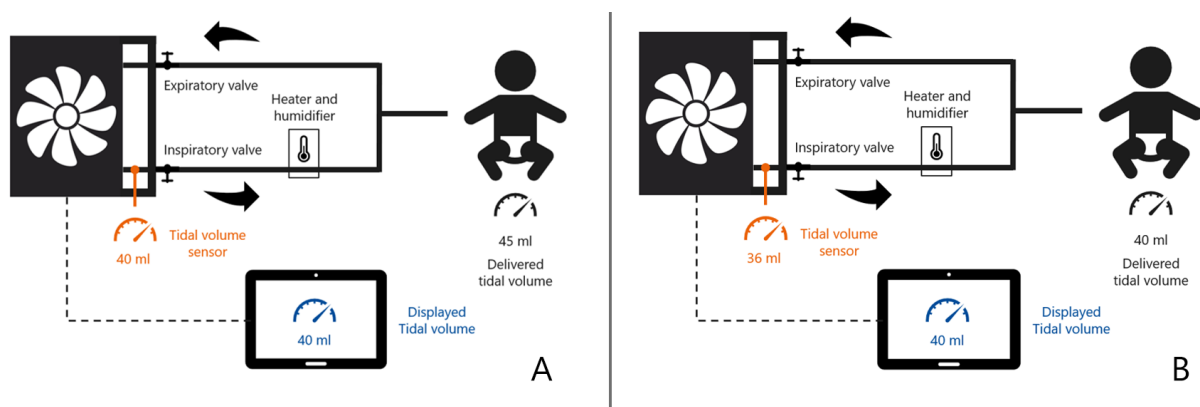 Expiratory valve
Heater and
humidifier
Inspiratory valve
Tidal volume
sensor
40 ml
45 ml
Delivered
tidal volume
40 ml
Displayed
Tidal volume
A
Expiratory valve
Heater and
humidifier
Inspiratory valve
Tidal volume
sensor
36 ml
40 ml
Delivered
tidal volume
40 ml
Displayed
Tidal volume
B